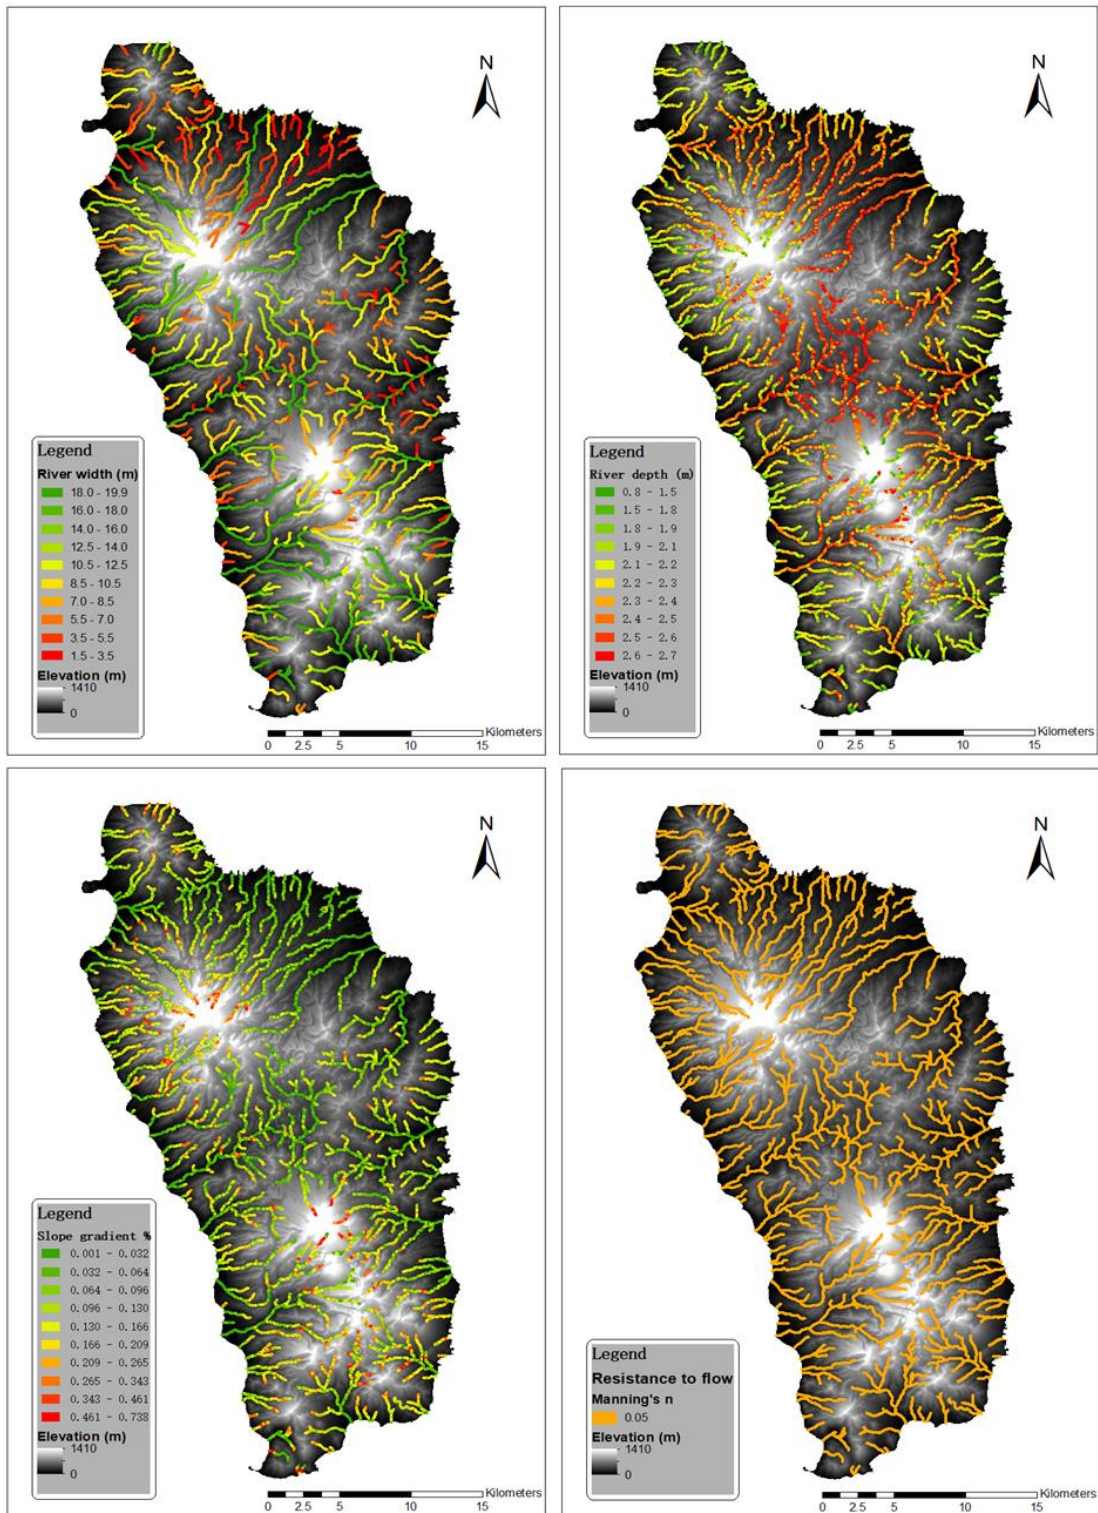 N
Legend
River width (m)
18.0 - 19.9
16.0 - 18.0
14.0 - 16.0
12.5 - 14.0
10.5 - 12.5
8.5 - 10.5
7.0 - 8.5
5.5 - 7.0
3.5 - 5.5
1.5 - 3.5
Elevation (m)
1410
0
Kilometers
0 2.5 5 10 15
N
Legend
River depth (m)
0.8 - 1.5
1.5 - 1.8
1.8 - 1.9
1.9 - 2.1
2.1 - 2.2
2.2 - 2.3
2.3 - 2.4
2.4 - 2.5
2.5 - 2.6
2.6 - 2.7
Elevation (m)
1410
0
Kilometers
0 2.5 5 10 15
N
Legend
Slope gradient %
0.001 - 0.032
0.032 - 0.064
0.064 - 0.096
0.096 - 0.130
0.130 - 0.166
0.166 - 0.209
0.209 - 0.265
0.265 - 0.343
0.343 - 0.461
0.461 - 0.738
Elevation (m)
1410
0
Kilometers
0 2.5 5 10 15
N
Legend
Resistance to flow
Manning's n
0.05
Elevation (m)
1410
0
Kilometers
0 2.5 5 10 15